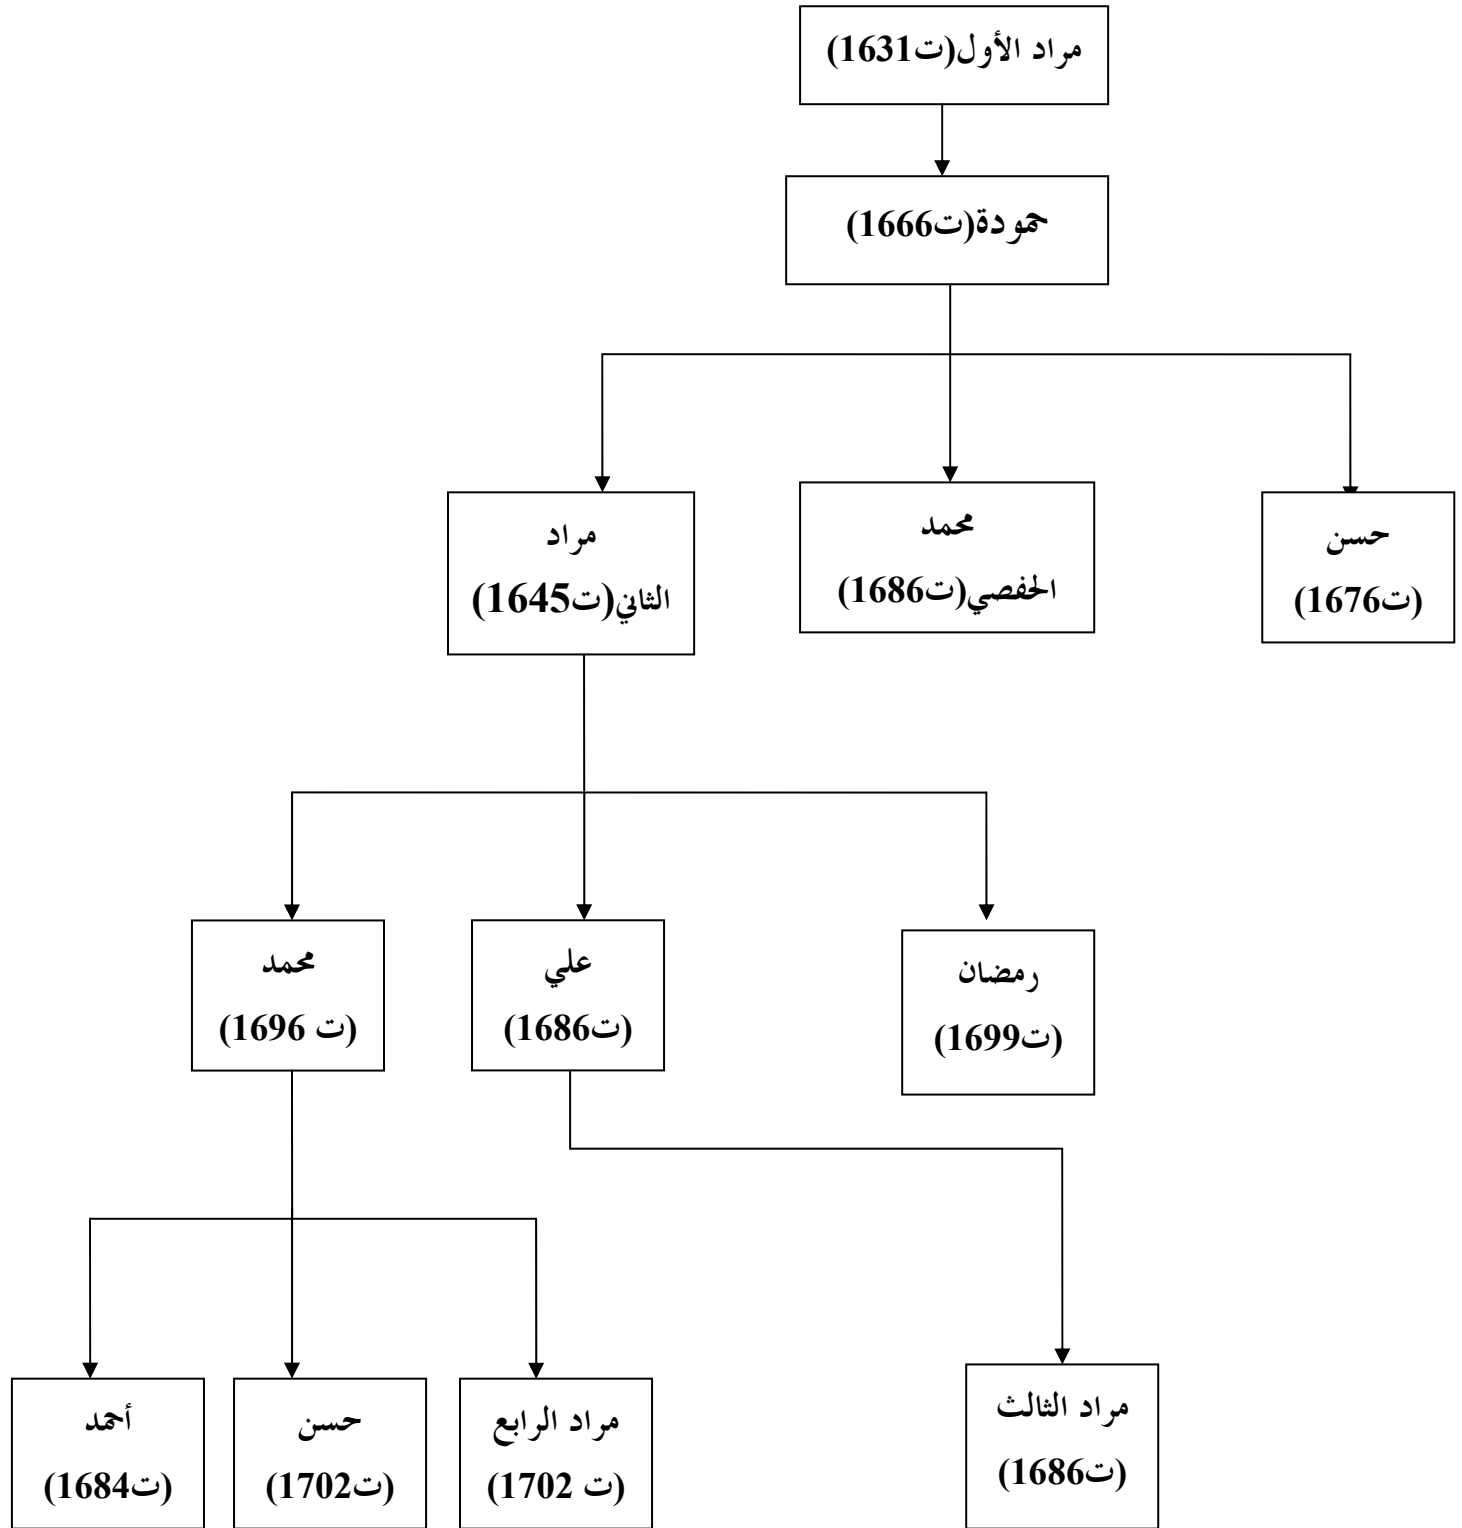 مراد الأول(ت1631)
حمودة(ت1666)
حسن
(ت1676)
محمد
الحفصي(ت1686)
مراد
الثاني(ت1645)
رمضان
(ت1699)
علي
(ت1686)
محمد
(ت 1696)
مراد الثالث
(ت1686)
مراد الرابع
(ت 1702)
حسن
(ت1702)
أحمد
(ت1684)